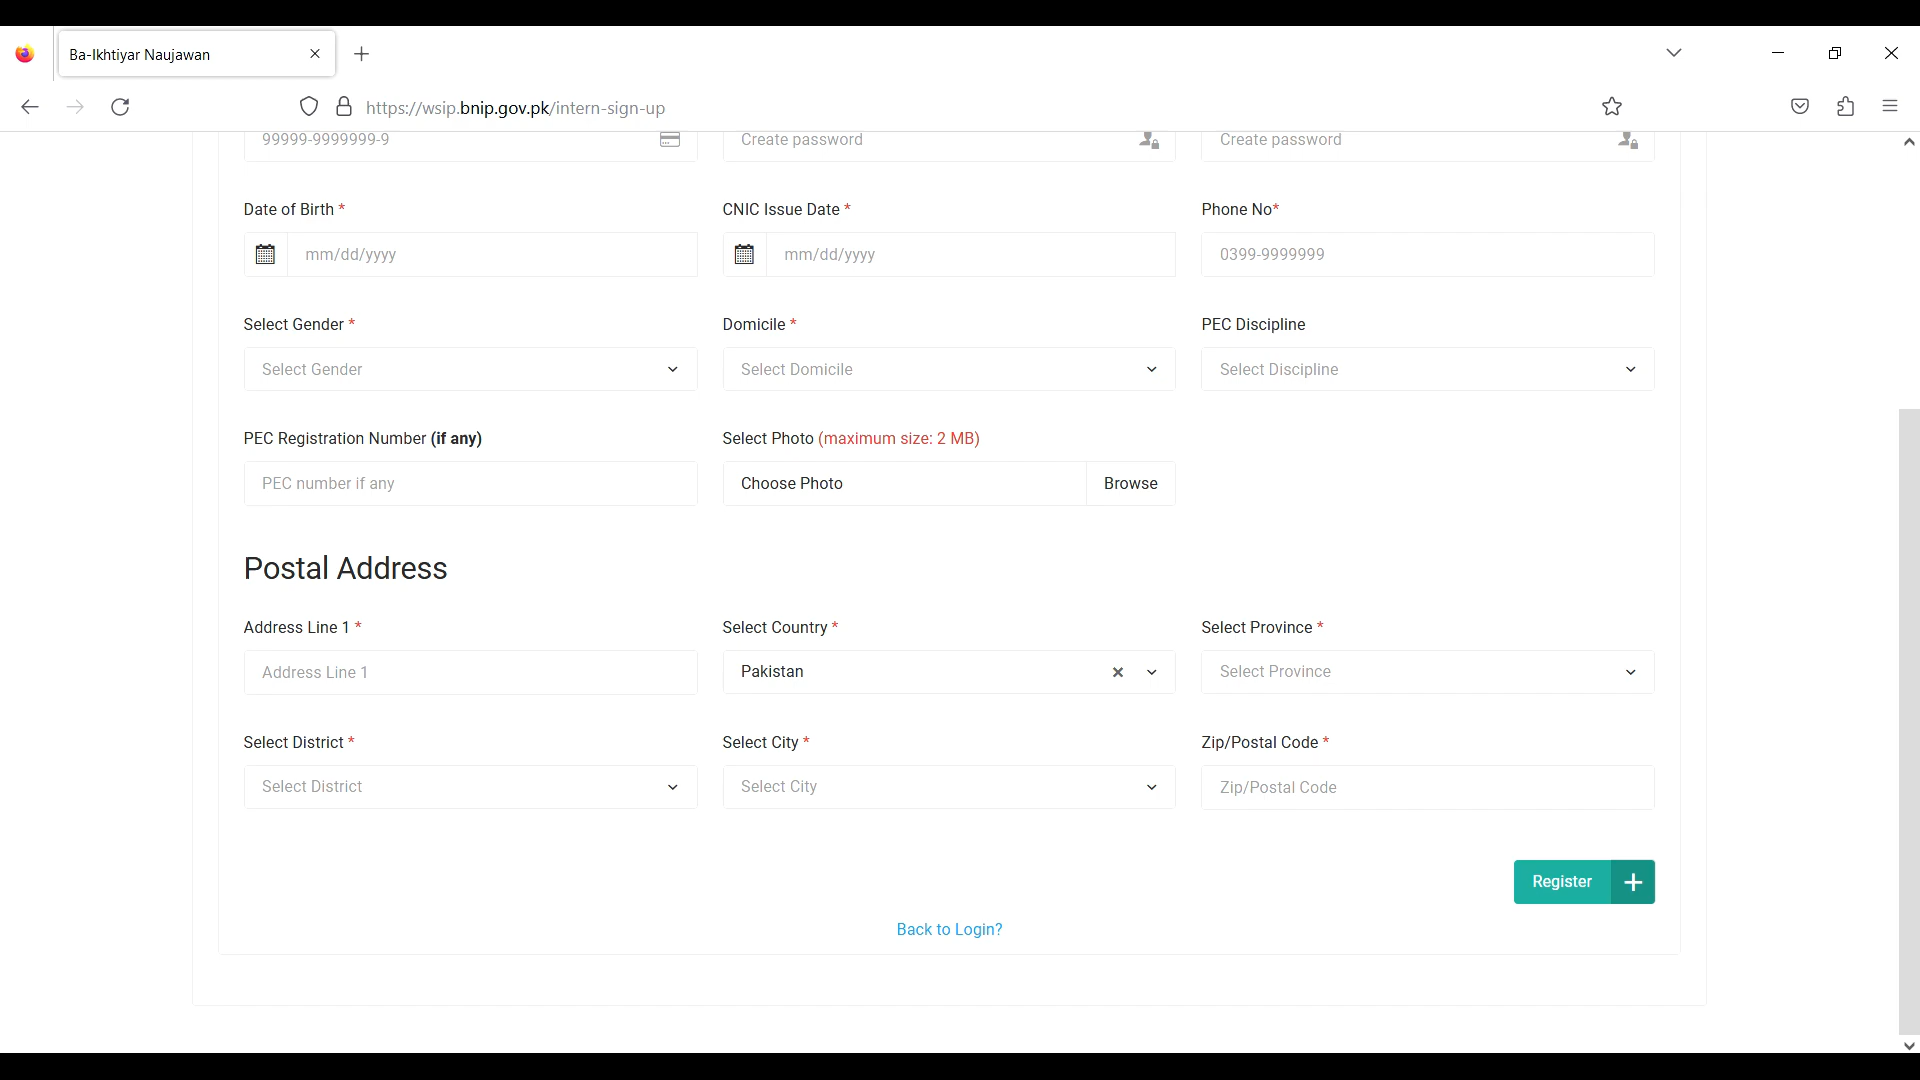 Ba-Ikhtiyar Naujawan
https://wsip.bnip.gov.pk/intern-sign-up
99999-9999999-9 Create password Create password
Date of Birth * CNIC Issue Date * Phone No*
mm/dd/yyyy mm/dd/yyyy 0399-9999999
Select Gender * Domicile * PEC Discipline
Select Gender Select Domicile Select Discipline
PEC Registration Number (if any) Select Photo (maximum size: 2 MB)
PEC number if any Choose Photo Browse
Postal Address
Address Line 1 * Select Country * Select Province *
Address Line 1 Pakistan Select Province
Select District * Select City * Zip/Postal Code *
Select District Select City Zip/Postal Code
Register
Back to Login?